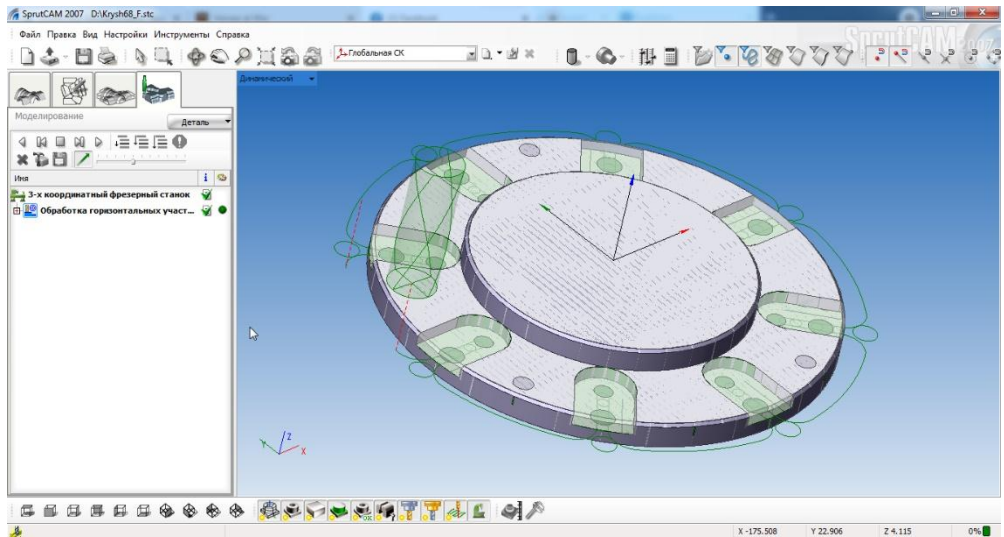 SprutCAM 2007 D:\Krysh68_F.stc
Файл Правка Вид Настройки Инструменты Справка
Глобальная СК
Динамический
Моделирование
Деталь
Имя
3-х координатный фрезерный станок
Обработка горизонтальных участ...
Z
Y
X
X -175.508 Y 22.906 Z 4.115 0%